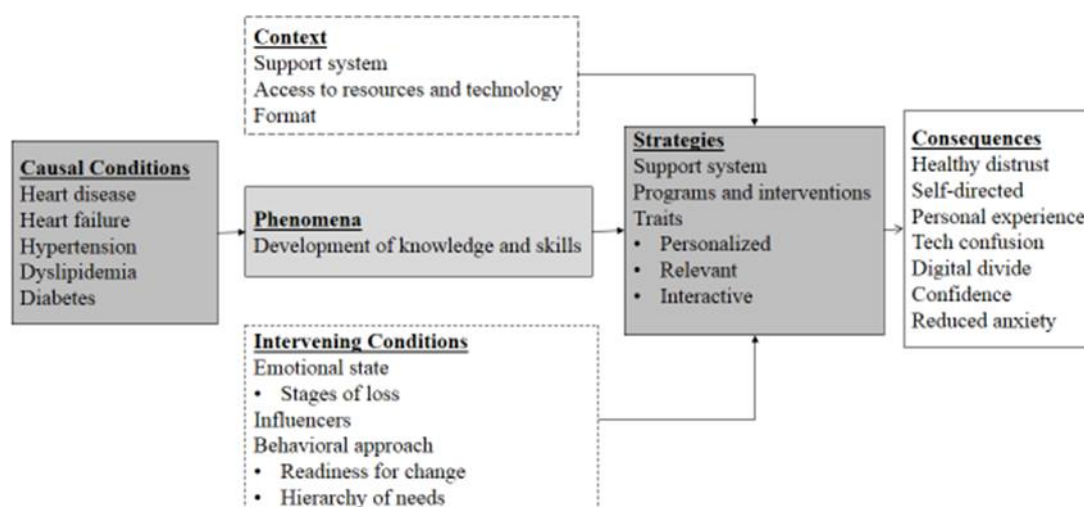 Context
Support system
Access to resources and technology
Format
Causal Conditions
Heart disease
Heart failure
Hypertension
Dyslipidemia
Diabetes
Phenomena
Development of knowledge and skills
Intervening Conditions
Emotional state
• Stages of loss
Influencers
Behavioral approach
• Readiness for change
• Hierarchy of needs
Strategies
Support system
Programs and interventions
Traits
• Personalized
• Relevant
• Interactive
Consequences
Healthy distrust
Self-directed
Personal experience
Tech confusion
Digital divide
Confidence
Reduced anxiety